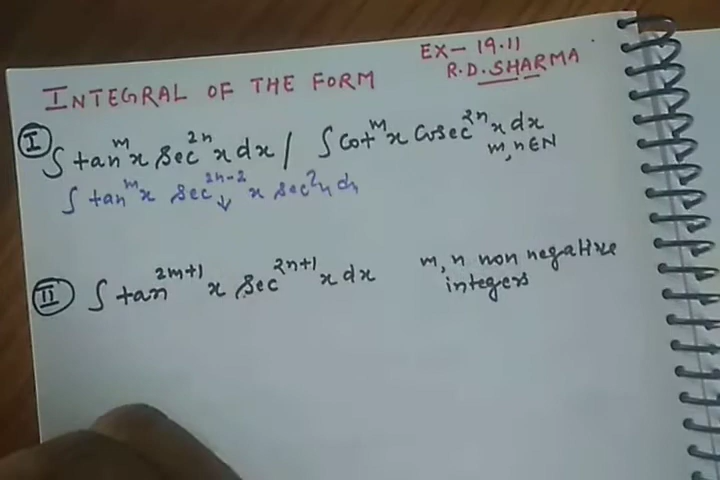 EX- 19.11
R.D.SHARMA
INTEGRAL OF THE FORM
I ∫ tan^m x sec^2n x dx / ∫ cot^m x cosec^2n x dx
m, n ∈ N
∫ tan^m x sec^2n-2 x sec^2 x dx
II ∫ tan^2m+1 x sec^2n+1 x dx m, n non negative
integers